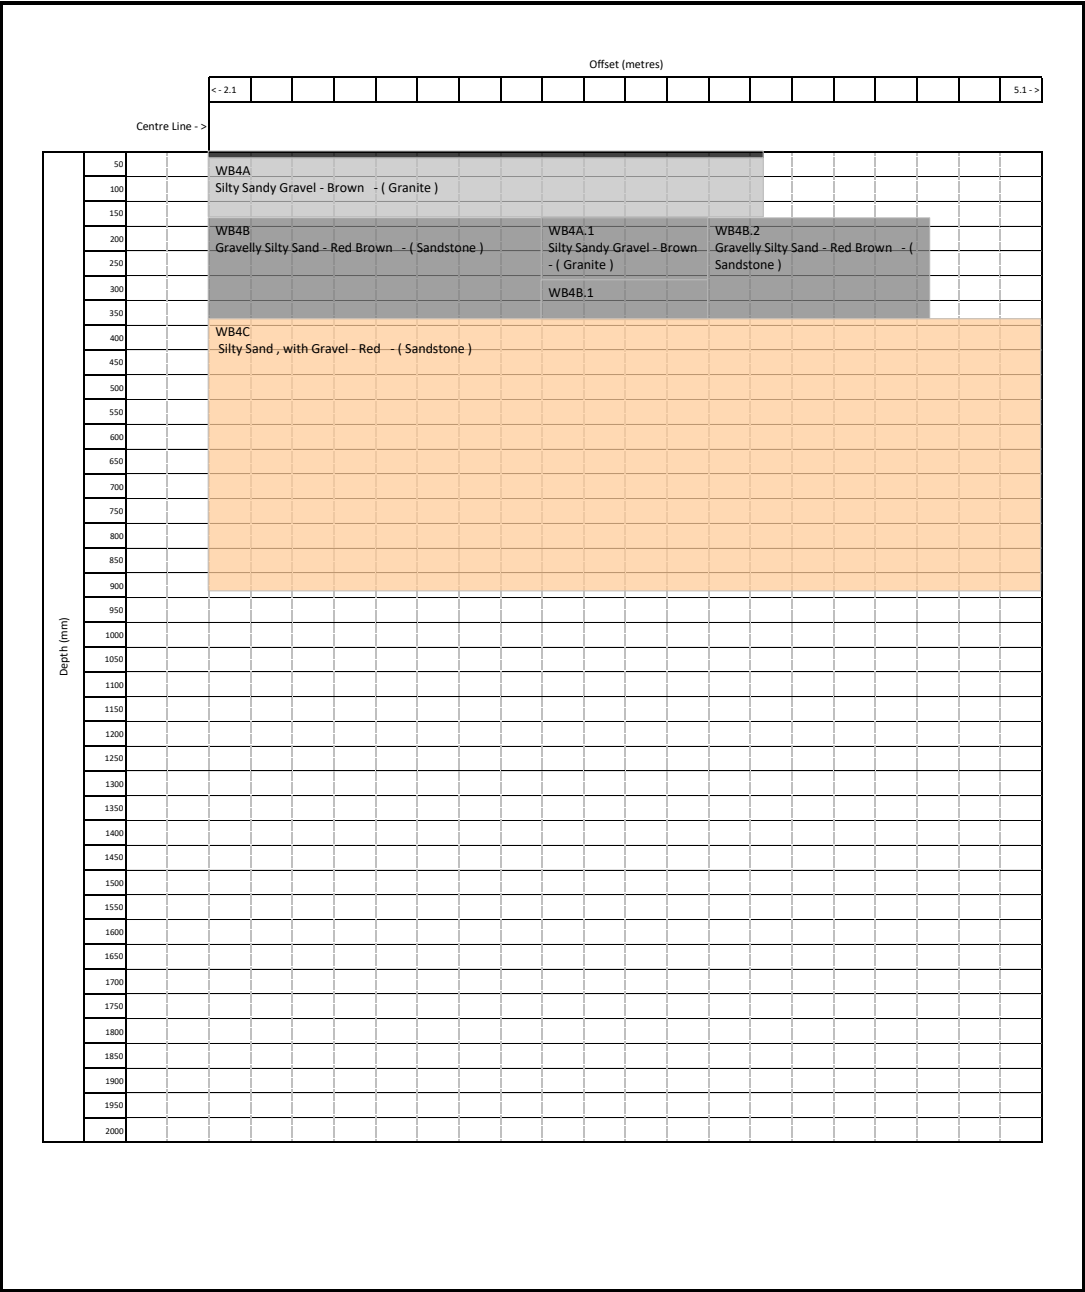 Offset (metres)
< - 2.1
5.1 - >
Centre Line - >
50
WB4A
100
Silty Sandy Gravel - Brown - ( Granite )
150
200
WB4B
WB4A.1
WB4B.2
250
Gravelly Silty Sand - Red Brown - ( Sandstone )
Silty Sandy Gravel - Brown
- ( Granite )
Gravelly Silty Sand - Red Brown - (
Sandstone )
300
WB4B.1
350
400
WB4C
Silty Sand , with Gravel - Red - ( Sandstone )
450
500
550
600
650
700
750
800
850
900
950
1000
1050
1100
1150
1200
1250
1300
1350
1400
1450
1500
1550
1600
1650
1700
1750
1800
1850
1900
1950
2000
Depth (mm)